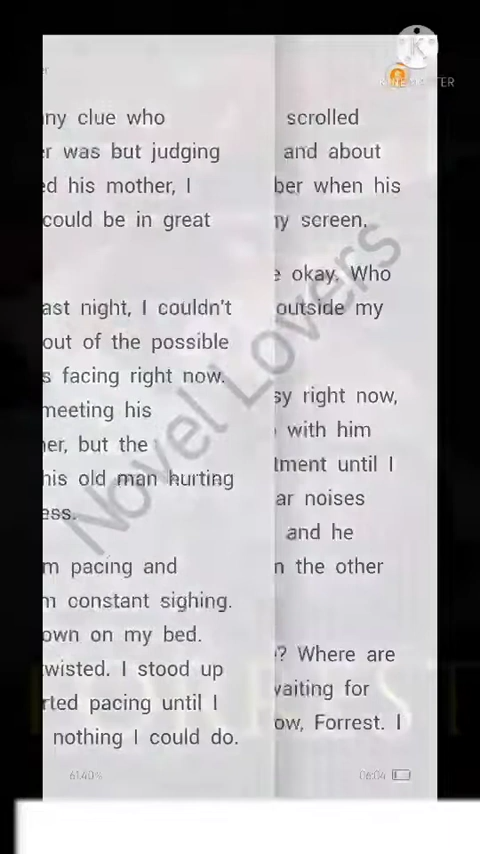 ny clue who
r was but judging
ed his mother, I
could be in great
ast night, I couldn't
out of the possible
s facing right now.
meeting his
er, but the
his old man hurting
ess.
m pacing and
m constant sighing.
own on my bed.
twisted. I stood up
rted pacing until I
nothing I could do.
61.40%
scrolled
and about
ber when his
y screen.
e okay. Who
outside my
sy right now,
with him
tment until I
ar noises
and he
n the other
? Where are
waiting for
ow, Forrest. I
06:04
Novel Lovers
FORREST